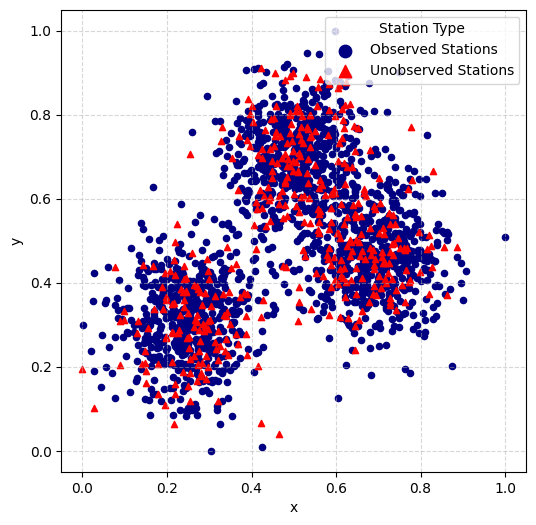 Station Type
Observed Stations
Unobserved Stations
1.0
0.8
0.6
0.4
0.2
0.0
y
0.0 0.2 0.4 0.6 0.8 1.0
x